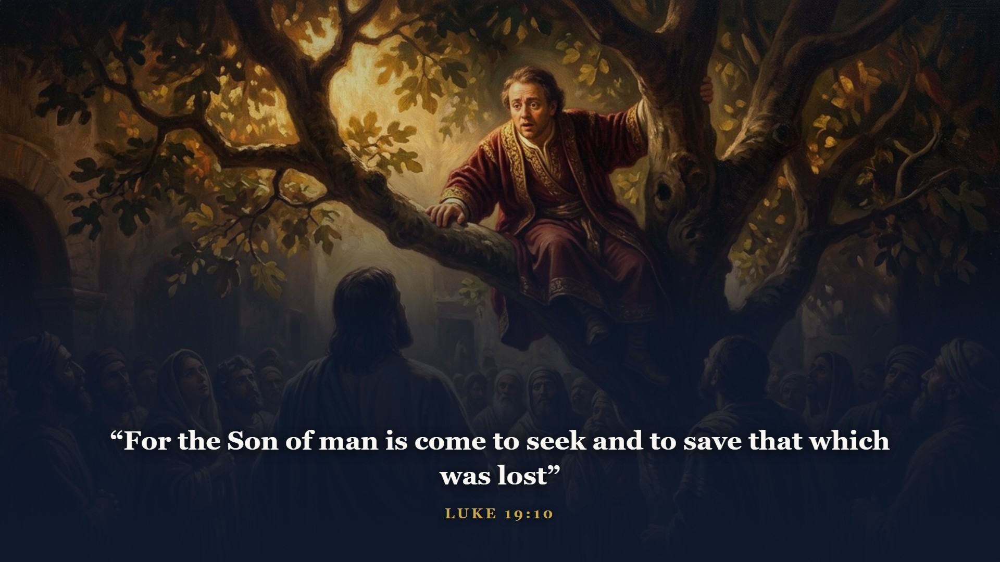 “For the Son of man is come to seek and to save that which
was lost”
LUKE 19:10